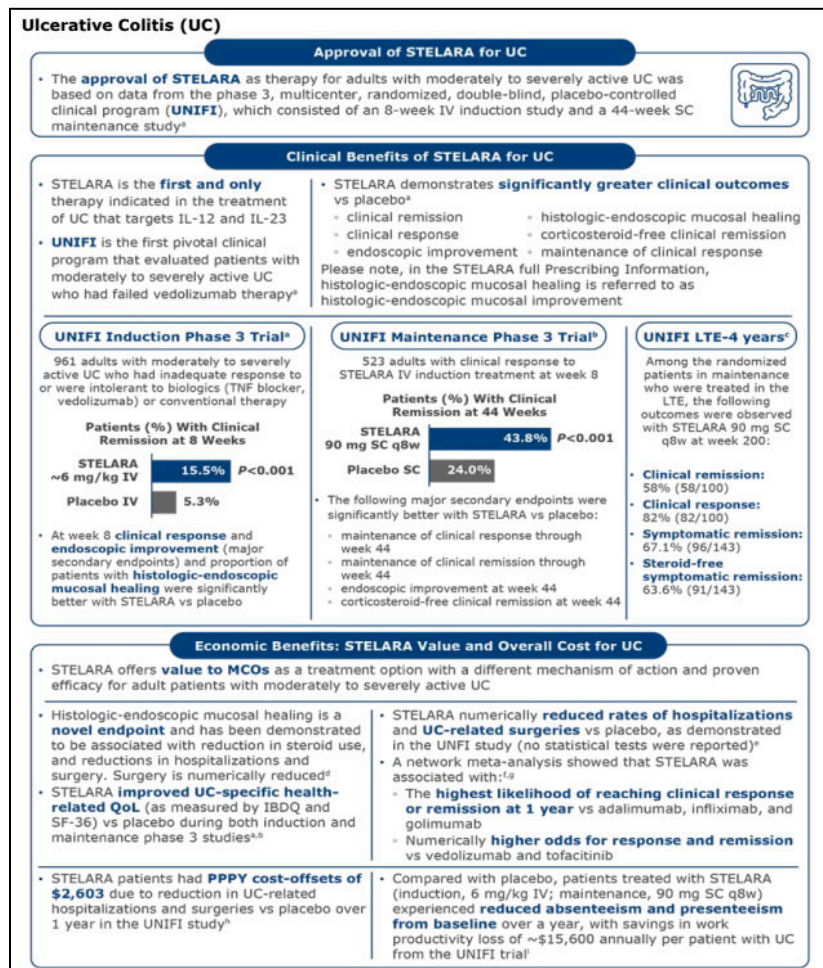 Ulcerative Colitis (UC)
Approval of STELARA for UC
• The approval of STELARA as therapy for adults with moderately to severely active UC was
based on data from the phase 3, multicenter, randomized, double-blind, placebo-controlled
clinical program (UNIFI), which consisted of an 8-week IV induction study and a 44-week SC
maintenance studyᵃ
Clinical Benefits of STELARA for UC
• STELARA is the first and only
therapy indicated in the treatment
of UC that targets IL-12 and IL-23
• UNIFI is the first pivotal clinical
program that evaluated patients with
moderately to severely active UC
who had failed vedolizumab therapyᵃ
• STELARA demonstrates significantly greater clinical outcomes
vs placeboᵃ
◦ clinical remission
◦ clinical response
◦ endoscopic improvement
◦ histologic-endoscopic mucosal healing
◦ corticosteroid-free clinical remission
◦ maintenance of clinical response
Please note, in the STELARA full Prescribing Information,
histologic-endoscopic mucosal healing is referred to as
histologic-endoscopic mucosal improvement
UNIFI Induction Phase 3 Trialᵃ
961 adults with moderately to severely
active UC who had inadequate response to
or were intolerant to biologics (TNF blocker,
vedolizumab) or conventional therapy
Patients (%) With Clinical
Remission at 8 Weeks
STELARA
~6 mg/kg IV
15.5% P<0.001
Placebo IV 5.3%
• At week 8 clinical response and
endoscopic improvement (major
secondary endpoints) and proportion of
patients with histologic-endoscopic
mucosal healing were significantly
better with STELARA vs placebo
UNIFI Maintenance Phase 3 Trialᵇ
523 adults with clinical response to
STELARA IV induction treatment at week 8
Patients (%) With Clinical
Remission at 44 Weeks
STELARA
90 mg SC q8w
43.8% P<0.001
Placebo SC 24.0%
• The following major secondary endpoints were
significantly better with STELARA vs placebo:
◦ maintenance of clinical response through
week 44
◦ maintenance of clinical remission through
week 44
◦ endoscopic improvement at week 44
◦ corticosteroid-free clinical remission at week 44
UNIFI LTE-4 yearsᶜ
Among the randomized
patients in maintenance
who were treated in the
LTE, the following
outcomes were observed
with STELARA 90 mg SC
q8w at week 200:
• Clinical remission:
58% (58/100)
• Clinical response:
82% (82/100)
• Symptomatic remission:
67.1% (96/143)
• Steroid-free
symptomatic remission:
63.6% (91/143)
Economic Benefits: STELARA Value and Overall Cost for UC
• STELARA offers value to MCOs as a treatment option with a different mechanism of action and proven
efficacy for adult patients with moderately to severely active UC
• Histologic-endoscopic mucosal healing is a
novel endpoint and has been demonstrated
to be associated with reduction in steroid use,
and reductions in hospitalizations and
surgery. Surgery is numerically reducedᵈ
• STELARA improved UC-specific health-
related QoL (as measured by IBDQ and
SF-36) vs placebo during both induction and
maintenance phase 3 studiesᵃ,ᵇ
• STELARA numerically reduced rates of hospitalizations
and UC-related surgeries vs placebo, as demonstrated
in the UNFI study (no statistical tests were reported)ᵉ
• A network meta-analysis showed that STELARA was
associated with:ᶠ,ᵍ
◦ The highest likelihood of reaching clinical response
or remission at 1 year vs adalimumab, infliximab, and
golimumab
◦ Numerically higher odds for response and remission
vs vedolizumab and tofacitinib
• STELARA patients had PPPY cost-offsets of
$2,603 due to reduction in UC-related
hospitalizations and surgeries vs placebo over
1 year in the UNIFI studyʰ
• Compared with placebo, patients treated with STELARA
(induction, 6 mg/kg IV; maintenance, 90 mg SC q8w)
experienced reduced absenteeism and presenteeism
from baseline over a year, with savings in work
productivity loss of ~$15,600 annually per patient with UC
from the UNIFI trialⁱ